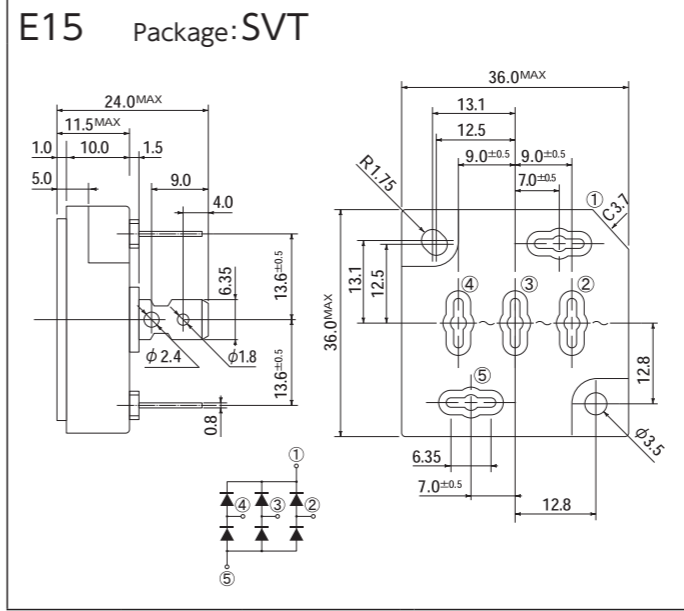 E15 Package:SVT
24.0MAX
11.5MAX
1.0 10.0 1.5
5.0
9.0
4.0
6.35
13.6±0.5
13.6±0.5
φ2.4
φ1.8
0.8
①
④ ③ ②
⑤
36.0MAX
13.1
12.5
9.0±0.5 9.0±0.5
7.0±0.5
R1.75
①
C3.7
36.0MAX
13.1
12.5
④ ~ ③ ~ ②
⑤
12.8
6.35
7.0±0.5
12.8
φ3.5